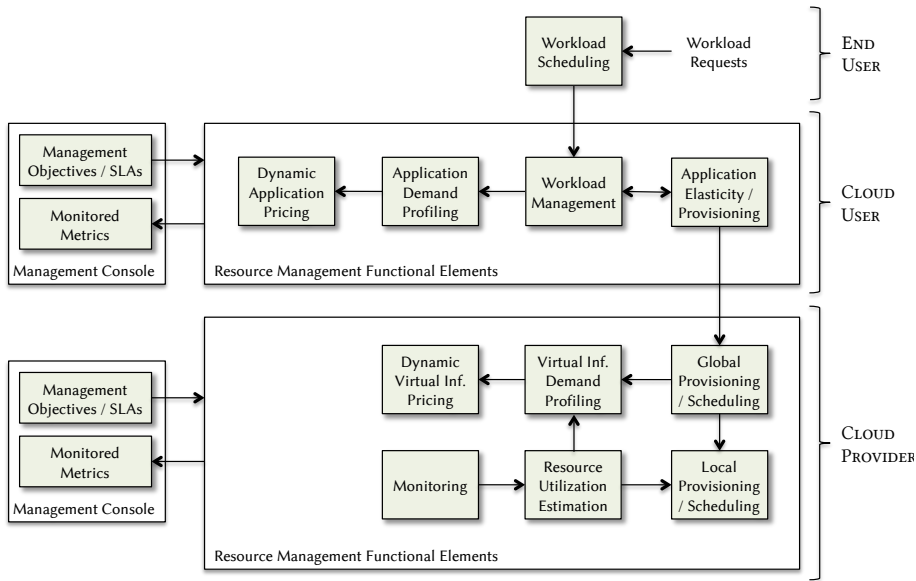 Workload
Scheduling
Workload
Requests
END
USER
Management
Objectives / SLAs
Monitored
Metrics
Management Console
Dynamic
Application
Pricing
Application
Demand
Profiling
Workload
Management
Application
Elasticity /
Provisioning
Resource Management Functional Elements
CLOUD
USER
Management
Objectives / SLAs
Monitored
Metrics
Management Console
Dynamic
Virtual Inf.
Pricing
Virtual Inf.
Demand
Profiling
Global
Provisioning
/ Scheduling
Monitoring
Resource
Utilization
Estimation
Local
Provisioning
/ Scheduling
Resource Management Functional Elements
CLOUD
PROVIDER